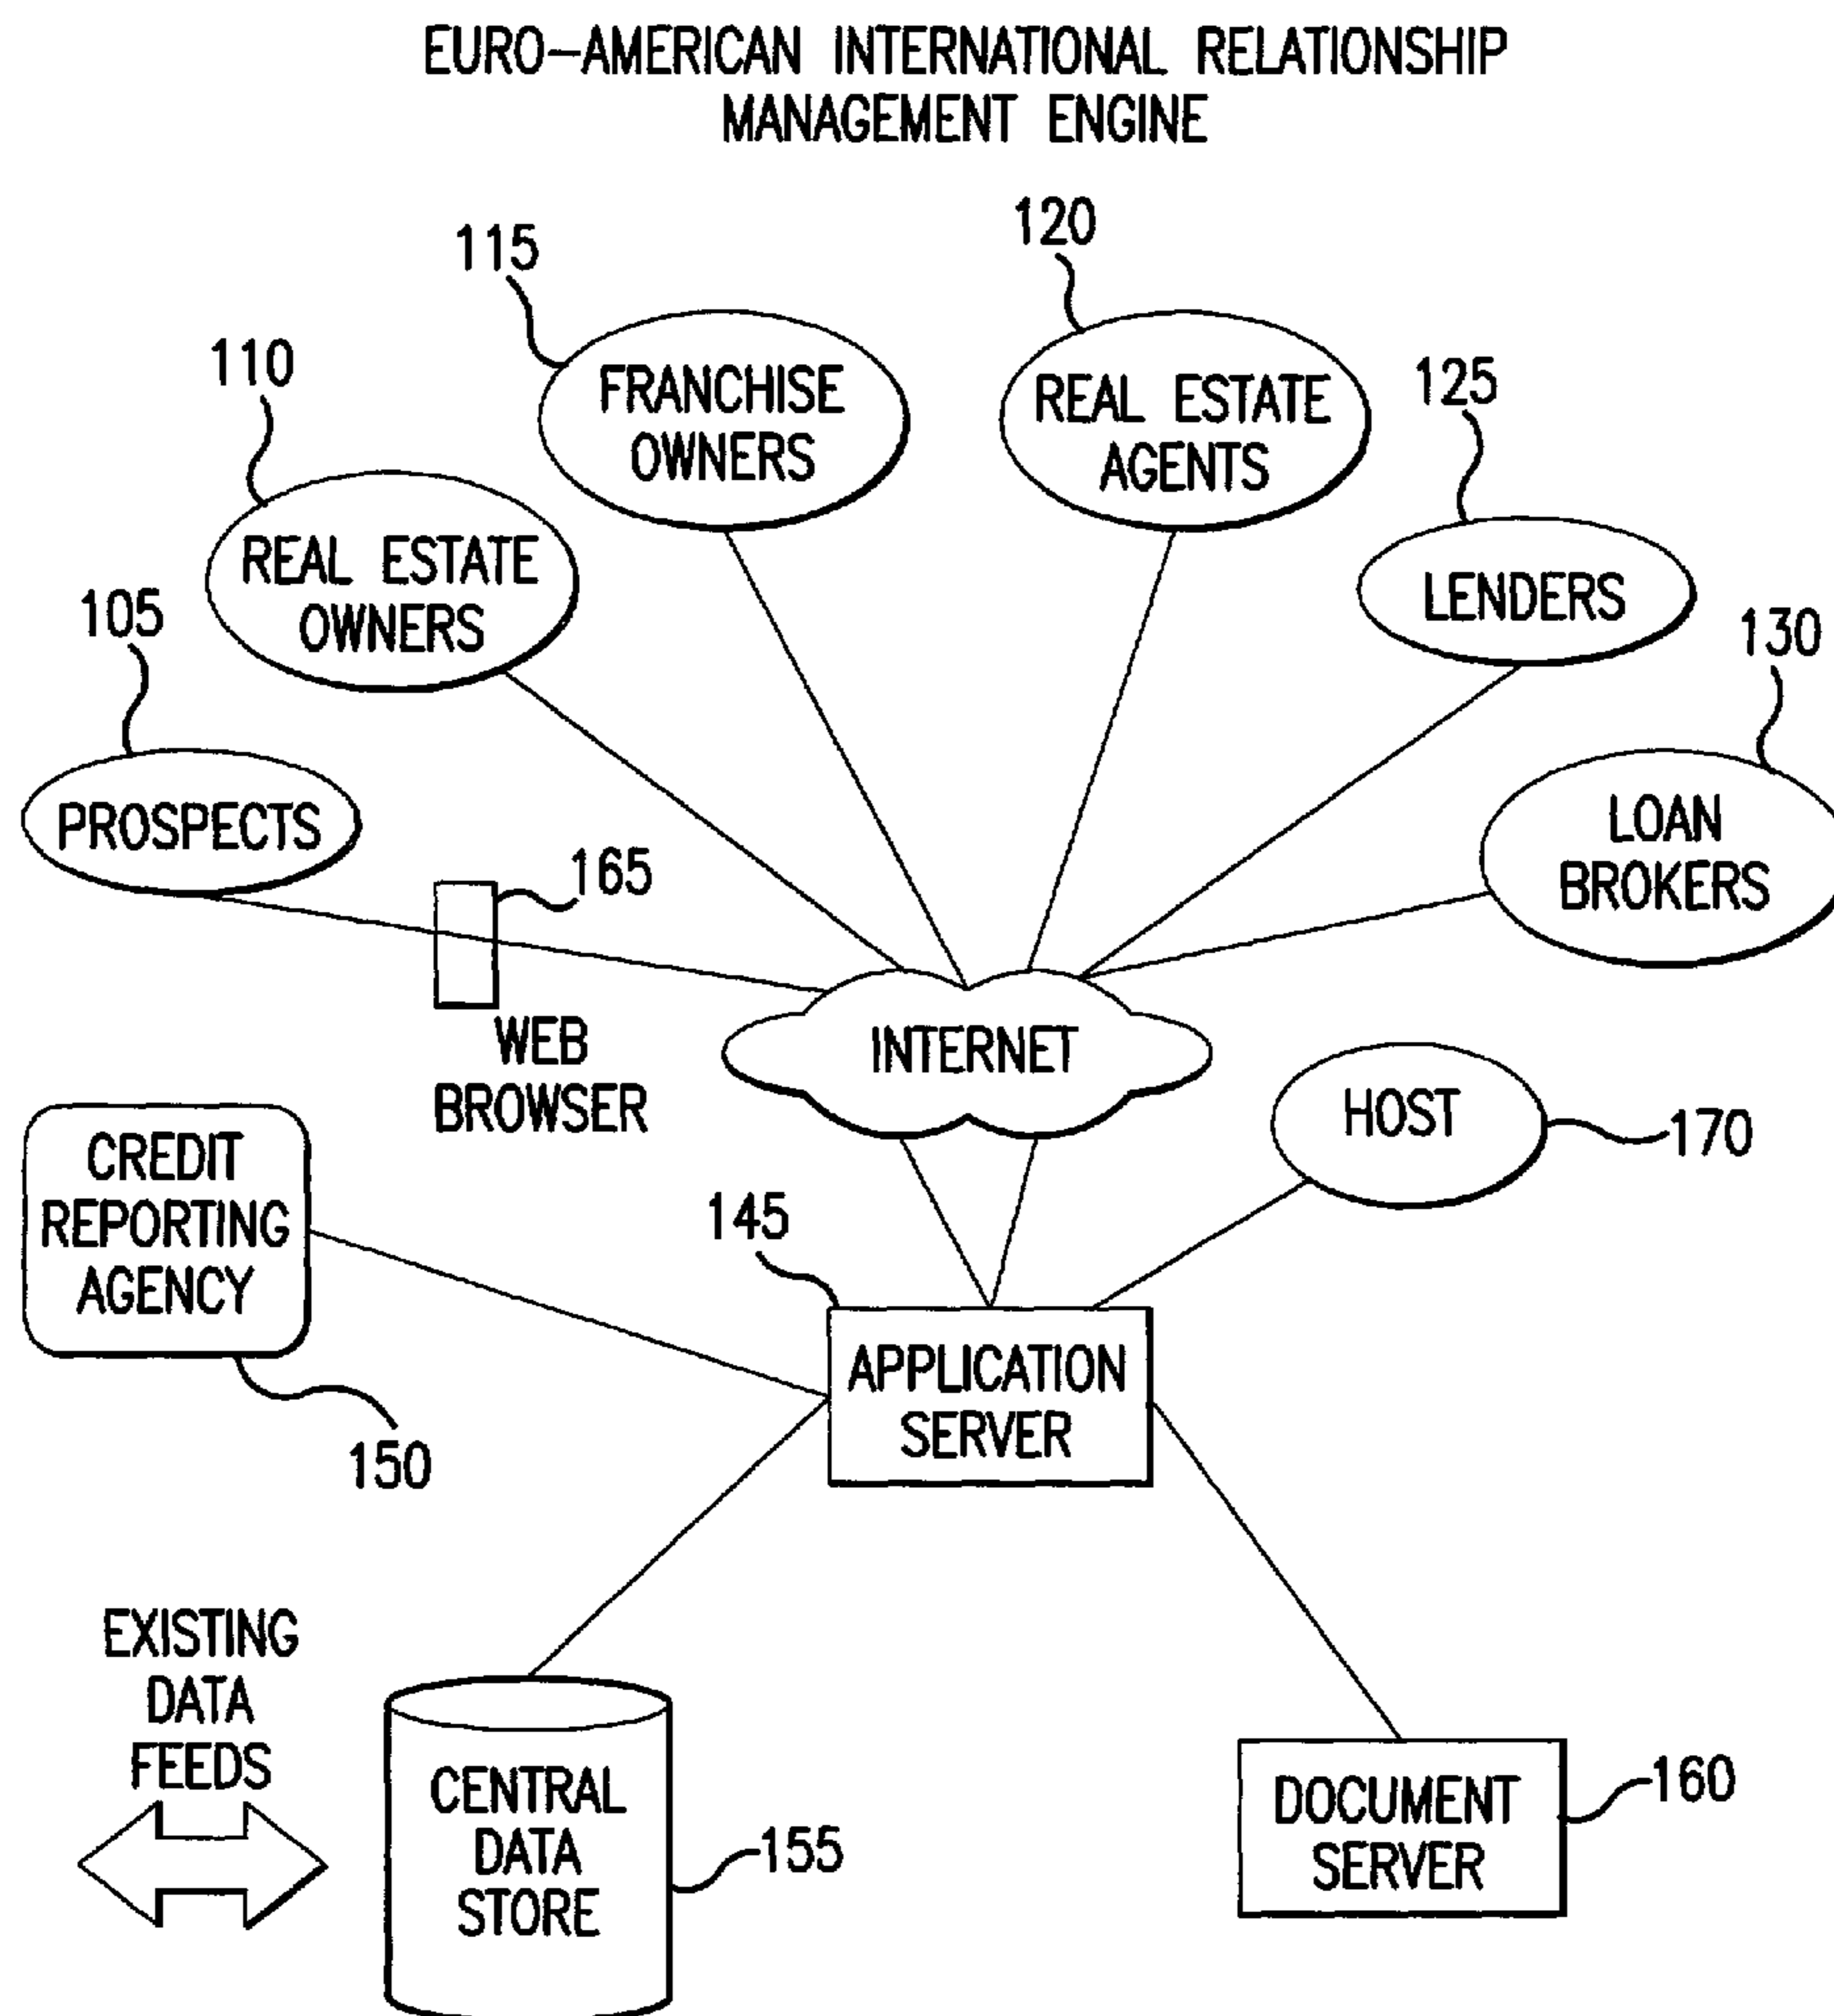 EURO-AMERICAN INTERNATIONAL RELATIONSHIP
MANAGEMENT ENGINE
120
115
110
FRANCHISE
OWNERS
REAL ESTATE
AGENTS
125
REAL ESTATE
OWNERS
LENDERS
105
130
PROSPECTS
LOAN
BROKERS
165
WEB
BROWSER
INTERNET
HOST
170
CREDIT
REPORTING
AGENCY
145
150
APPLICATION
SERVER
EXISTING
DATA
FEEDS
CENTRAL
DATA
STORE
155
DOCUMENT
SERVER
160